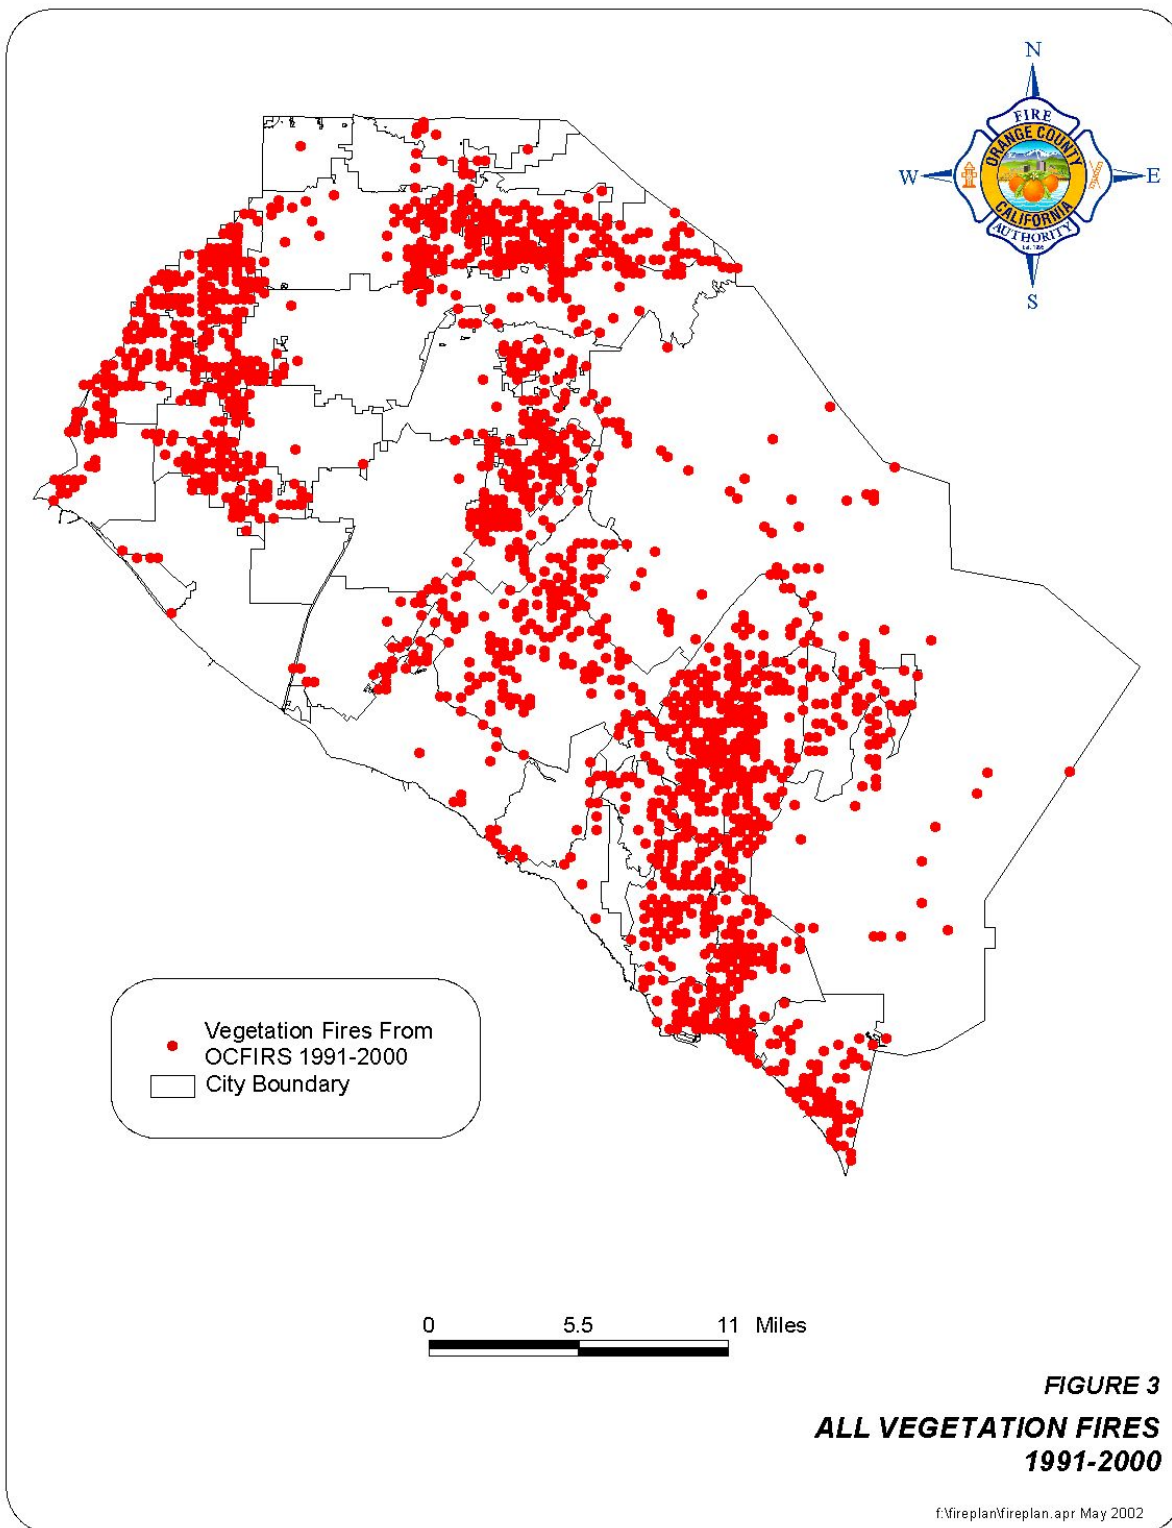 N
FIRE
ORANGE COUNTY
W
E
CALIFORNIA
AUTHORITY
S
Vegetation Fires From
OCFIRS 1991-2000
City Boundary
0 5.5 11 Miles
FIGURE 3
ALL VEGETATION FIRES
1991-2000
f:\fireplan\fireplan.apr May 2002